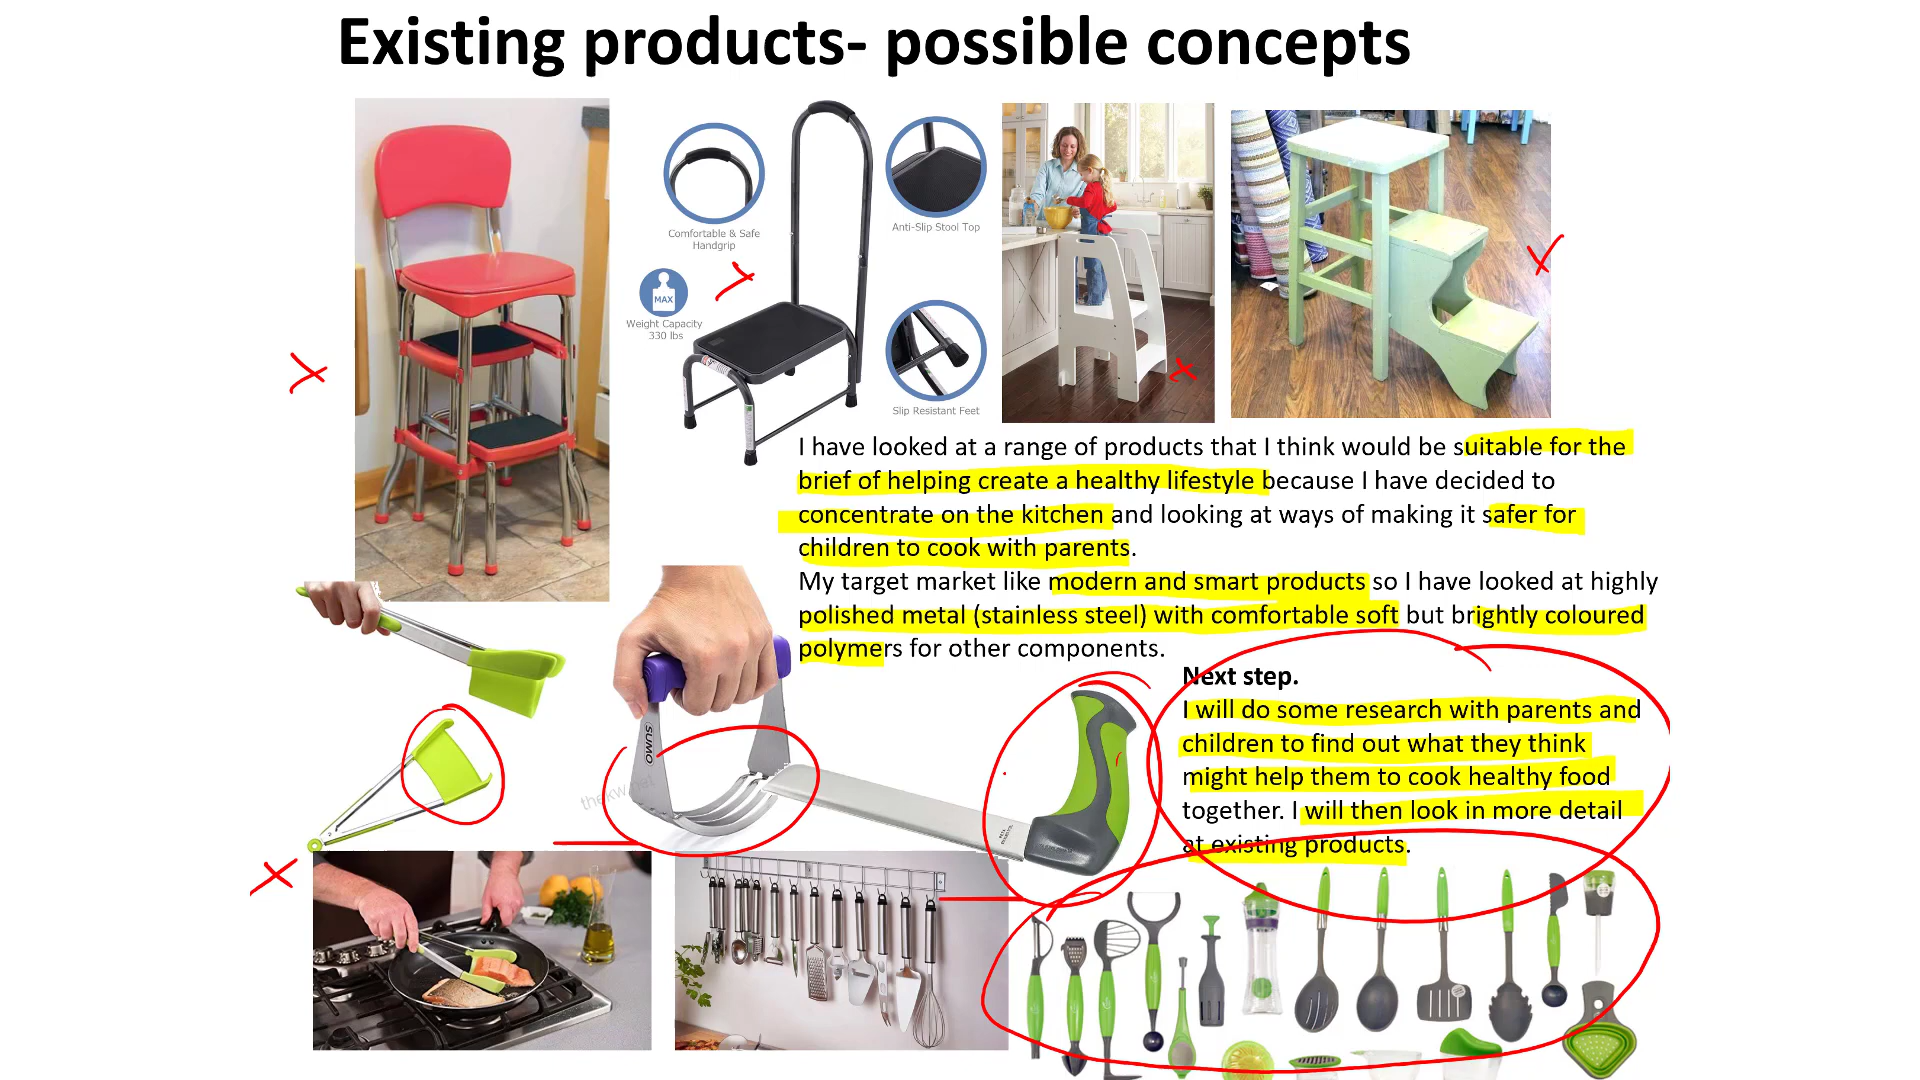 Existing products- possible concepts
Comfortable & Safe
Handgrip
Anti-Slip Stool Top
MAX
Weight Capacity
330 lbs
Slip Resistant Feet
I have looked at a range of products that I think would be suitable for the
brief of helping create a healthy lifestyle because I have decided to
concentrate on the kitchen and looking at ways of making it safer for
children to cook with parents.
My target market like modern and smart products so I have looked at highly
polished metal (stainless steel) with comfortable soft but brightly coloured
polymers for other components.
Next step.
I will do some research with parents and
children to find out what they think
might help them to cook healthy food
together. I will then look in more detail
at existing products.
SUMO
thekw.net